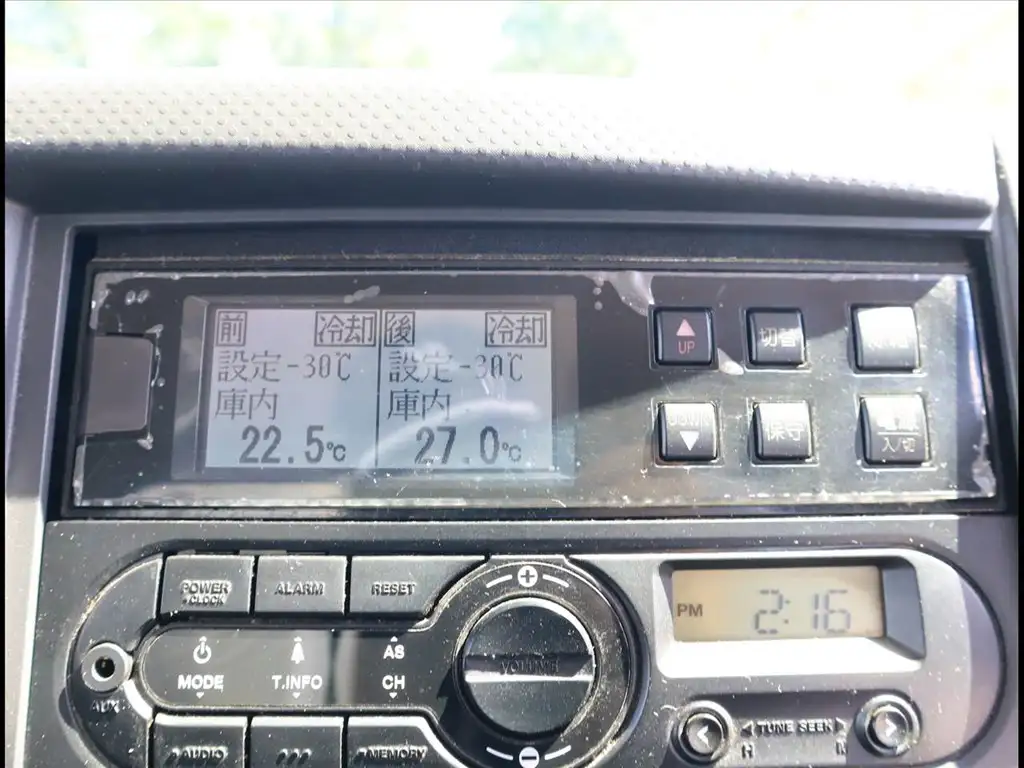 前 冷却 後 冷却
設定 -30℃ 設定 -30℃
庫内 庫内
22.5℃ 27.0℃
UP
切替
保守
入/切
POWER
•CLOCK
ALARM
RESET
PM 2:16
MODE
T.INFO
AS
CH
VOLUME
AUX
TUNE SEEK
H M
AUDIO
MEMORY